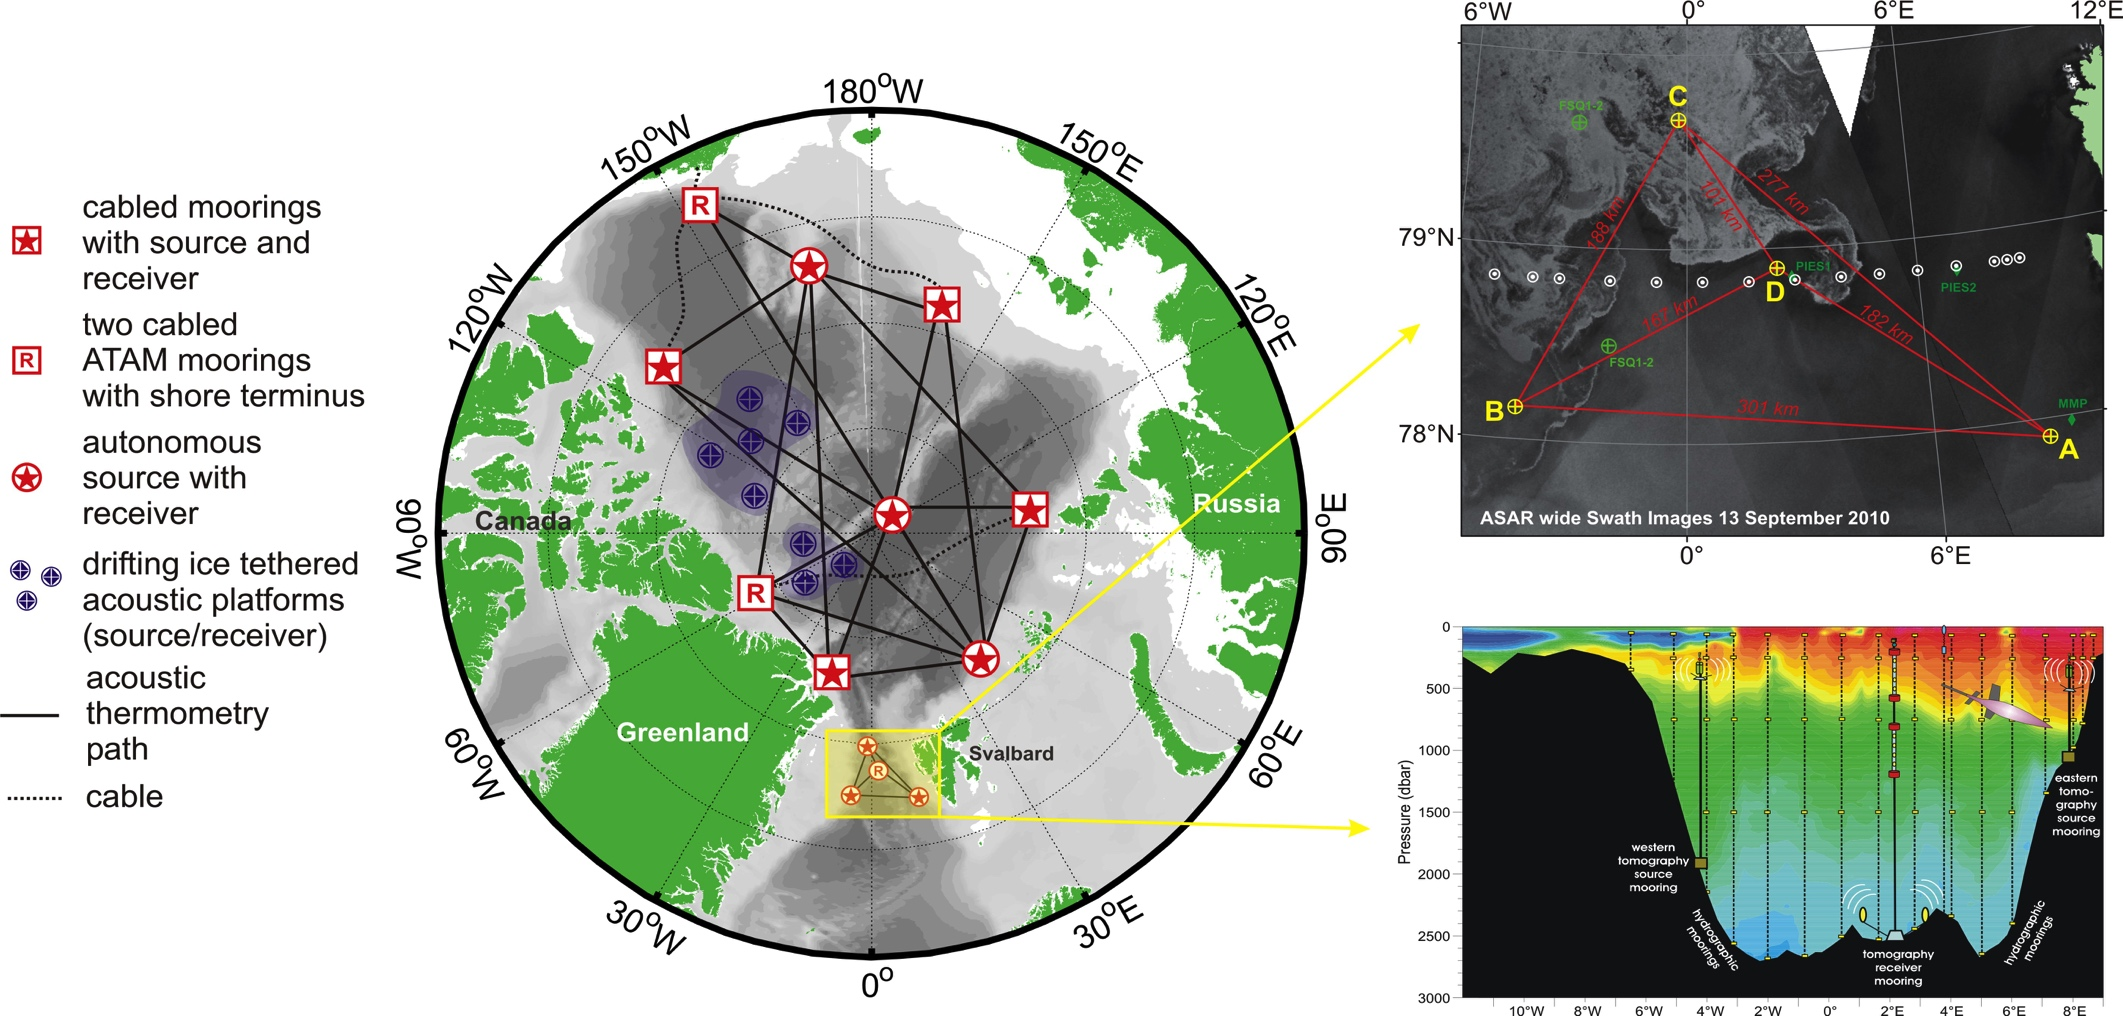 cabled moorings
with source and
receiver
two cabled
ATAM moorings
with shore terminus
autonomous
source with
receiver
drifting ice tethered
acoustic platforms
(source/receiver)
acoustic
thermometry
path
cable
R
180°W
150°W
150°E
120°W
120°E
90°W
90°E
60°W
60°E
30°W
30°E
0°
R
R
R
Canada
Russia
Greenland
Svalbard
6°W
0°
6°E
12°E
79°N
78°N
0°
6°E
FSQ1-2
C
188 km
101 km
277 km
PIES1
D
PIES2
167 km
182 km
FSQ1-2
B
301 km
MMP
A
ASAR wide Swath Images 13 September 2010
Pressure (dbar)
0
500
1000
1500
2000
2500
3000
western
tomography
source
mooring
hydrographic
moorings
tomography
receiver
mooring
hydrographic
moorings
eastern
tomo-
graphy
source
mooring
10°W
8°W
6°W
4°W
2°W
0°
2°E
4°E
6°E
8°E